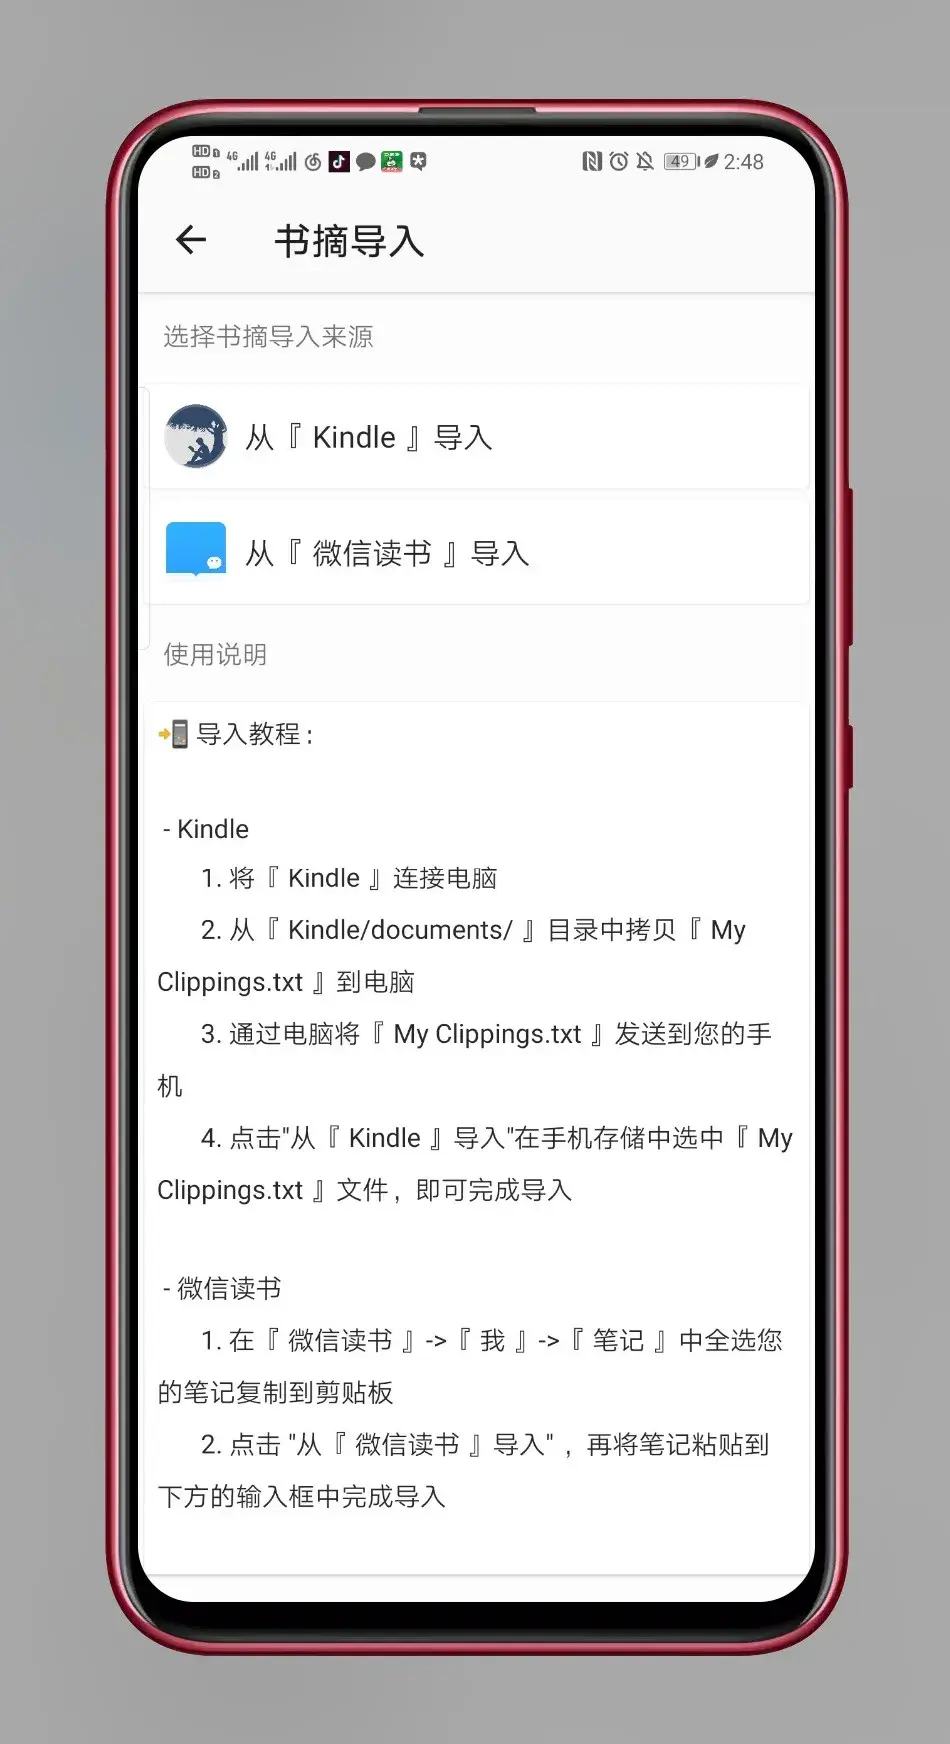 HD 1 4G 4G 49 2:48
HD 2
书摘导入
选择书摘导入来源
从『 Kindle 』导入
从『 微信读书 』导入
使用说明
导入教程 :
- Kindle
1. 将『 Kindle 』连接电脑
2. 从『 Kindle/documents/ 』目录中拷贝『 My
Clippings.txt 』到电脑
3. 通过电脑将『 My Clippings.txt 』发送到您的手
机
4. 点击"从『 Kindle 』导入"在手机存储中选中『 My
Clippings.txt 』文件，即可完成导入
- 微信读书
1. 在『 微信读书 』->『 我 』->『 笔记 』中全选您
的笔记复制到剪贴板
2. 点击 "从『 微信读书 』导入" ，再将笔记粘贴到
下方的输入框中完成导入